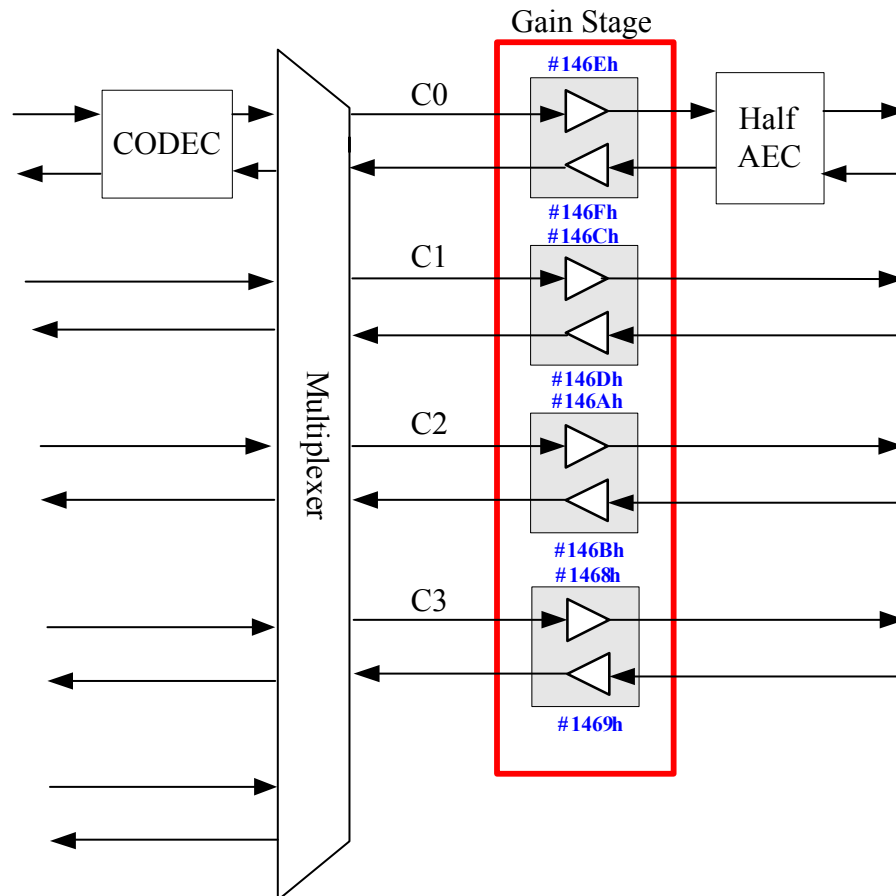 Gain Stage
#146Eh
C0
CODEC
Half
AEC
#146Fh
#146Ch
C1
#146Dh
#146Ah
Multiplexer
C2
#146Bh
#1468h
C3
#1469h